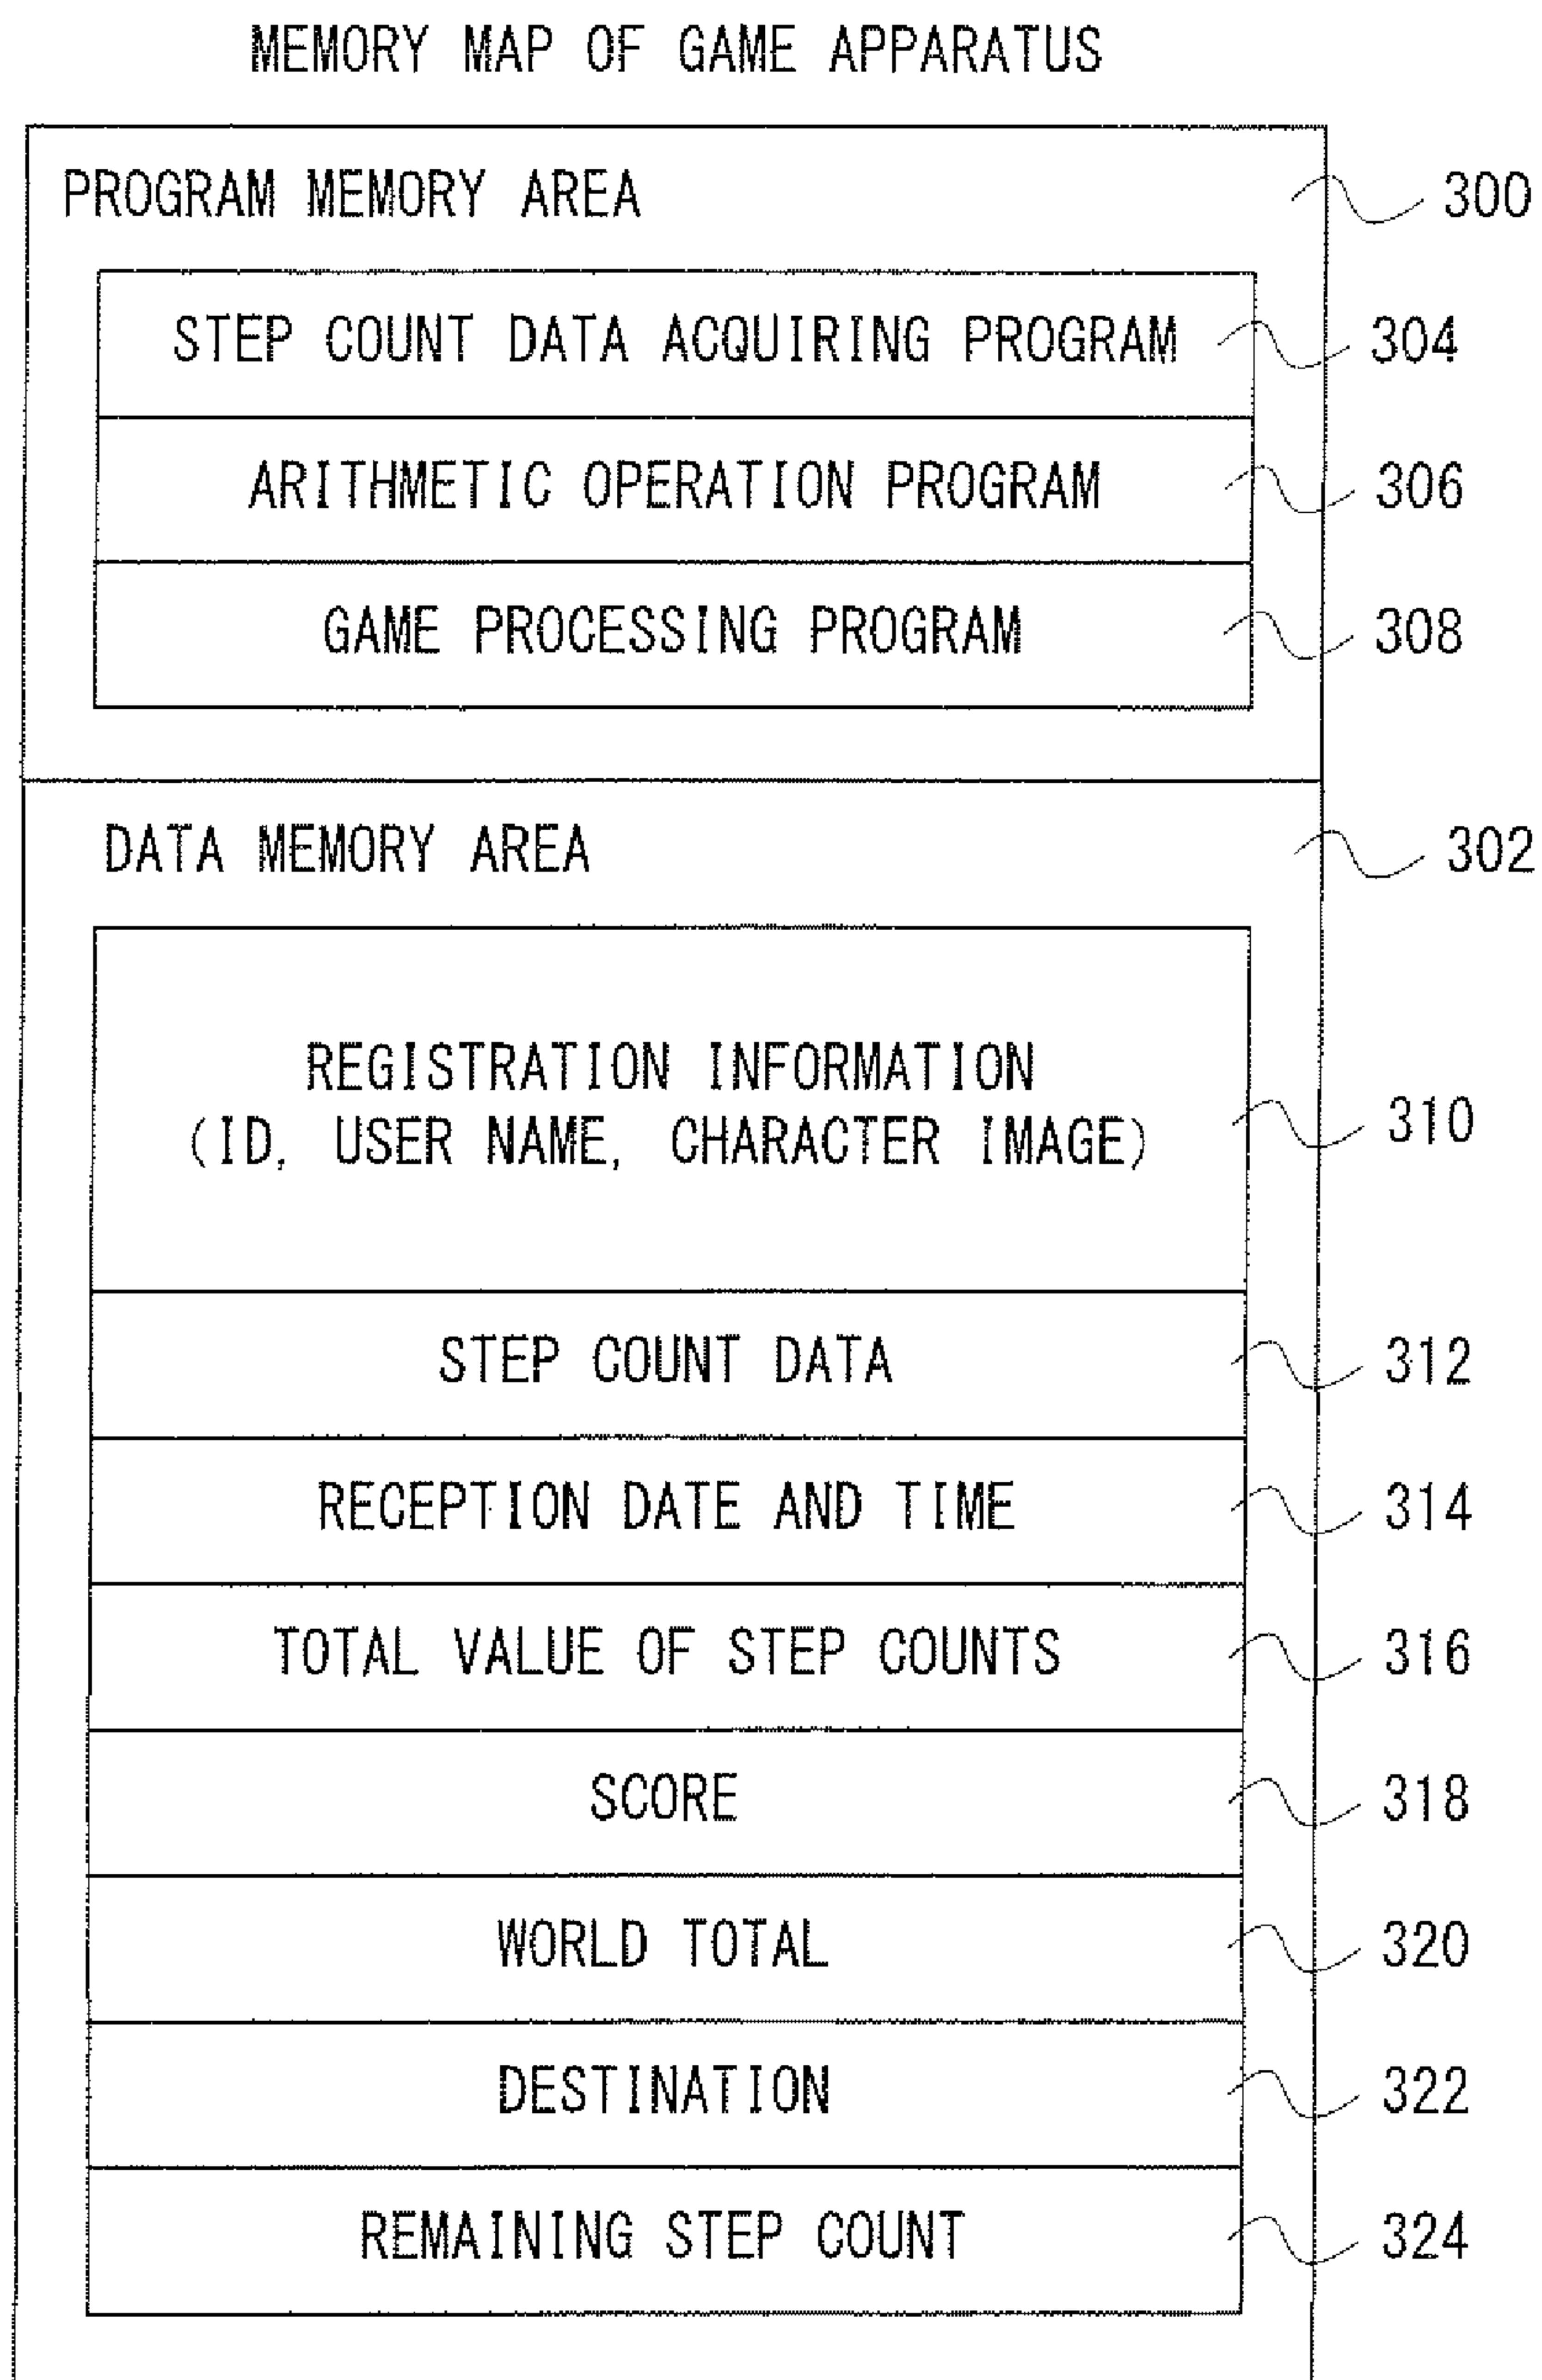 MEMORY MAP OF GAME APPARATUS
PROGRAM MEMORY AREA 300
STEP COUNT DATA ACQUIRING PROGRAM 304
ARITHMETIC OPERATION PROGRAM 306
GAME PROCESSING PROGRAM 308
DATA MEMORY AREA 302
REGISTRATION INFORMATION
(ID, USER NAME, CHARACTER IMAGE) 310
STEP COUNT DATA 312
RECEPTION DATE AND TIME 314
TOTAL VALUE OF STEP COUNTS 316
SCORE 318
WORLD TOTAL 320
DESTINATION 322
REMAINING STEP COUNT 324